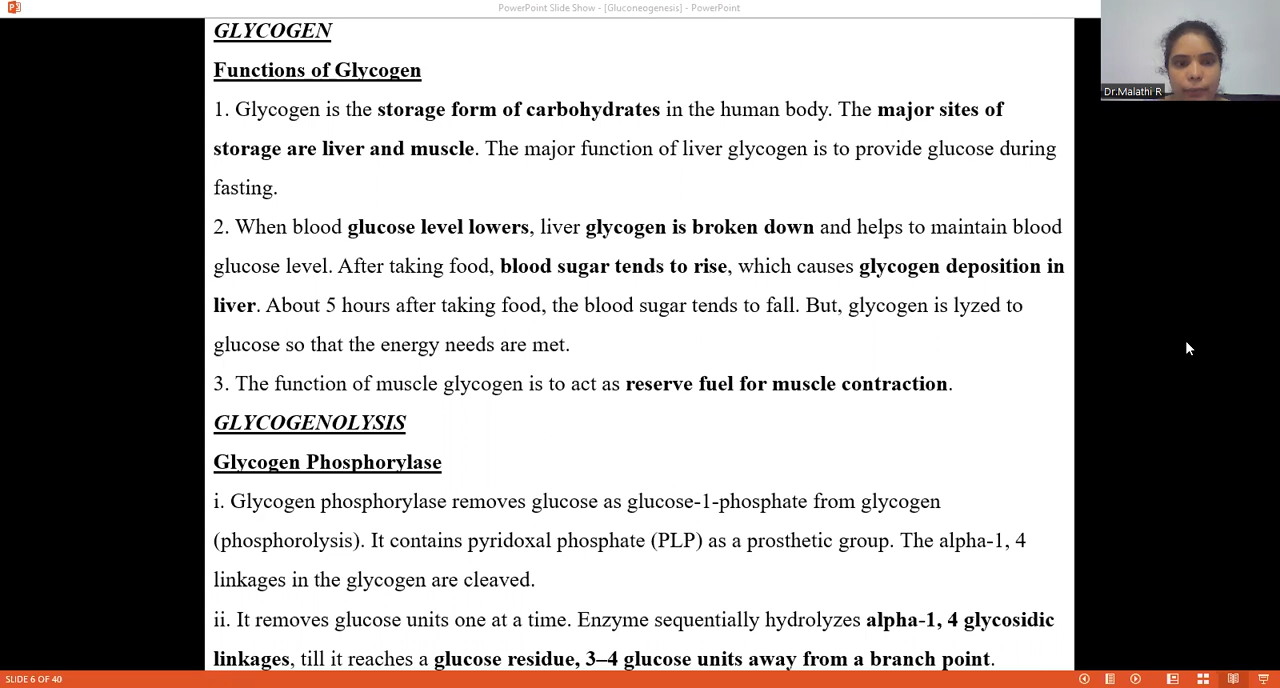 PowerPoint Slide Show - [Gluconeogenesis] - PowerPoint
GLYCOGEN
Functions of Glycogen
1. Glycogen is the storage form of carbohydrates in the human body. The major sites of
storage are liver and muscle. The major function of liver glycogen is to provide glucose during
fasting.
2. When blood glucose level lowers, liver glycogen is broken down and helps to maintain blood
glucose level. After taking food, blood sugar tends to rise, which causes glycogen deposition in
liver. About 5 hours after taking food, the blood sugar tends to fall. But, glycogen is lyzed to
glucose so that the energy needs are met.
3. The function of muscle glycogen is to act as reserve fuel for muscle contraction.
GLYCOGENOLYSIS
Glycogen Phosphorylase
i. Glycogen phosphorylase removes glucose as glucose-1-phosphate from glycogen
(phosphorolysis). It contains pyridoxal phosphate (PLP) as a prosthetic group. The alpha-1, 4
linkages in the glycogen are cleaved.
ii. It removes glucose units one at a time. Enzyme sequentially hydrolyzes alpha-1, 4 glycosidic
linkages, till it reaches a glucose residue, 3–4 glucose units away from a branch point.
Dr.Malathi R
SLIDE 6 OF 40